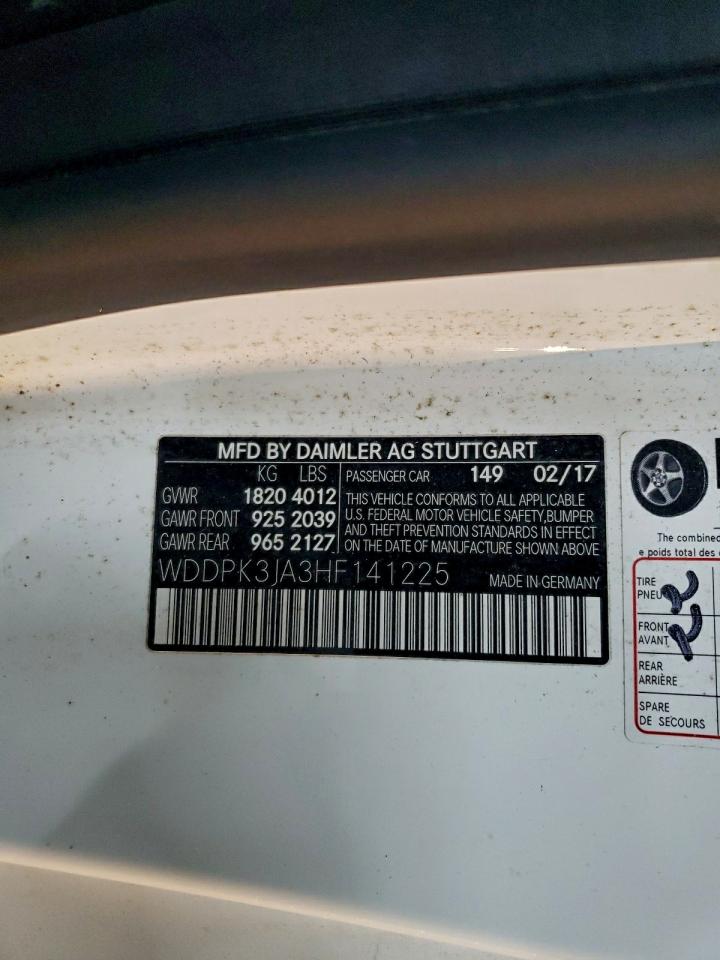 MFD BY DAIMLER AG STUTTGART
KG LBS
GVWR 1820 4012
GAWR FRONT 925 2039
GAWR REAR 965 2127
PASSENGER CAR 149 02/17
THIS VEHICLE CONFORMS TO ALL APPLICABLE
U.S. FEDERAL MOTOR VEHICLE SAFETY,BUMPER
AND THEFT PREVENTION STANDARDS IN EFFECT
ON THE DATE OF MANUFACTURE SHOWN ABOVE
WDDPK3JA3HF141225 MADE IN GERMANY
The combined
e poids total des
TIRE
PNEU
FRONT
AVANT
REAR
ARRIÈRE
SPARE
DE SECOURS